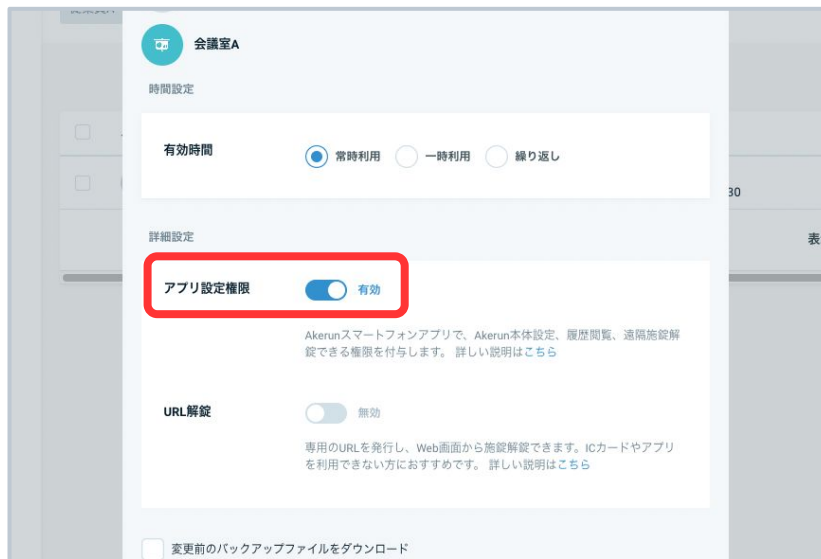 会議室A
時間設定
有効時間
常時利用
一時利用
繰り返し
30
詳細設定
表
アプリ設定権限
有効
Akerunスマートフォンアプリで、Akerun本体設定、履歴閲覧、遠隔施錠解
錠できる権限を付与します。 詳しい説明はこちら
URL解錠
無効
専用のURLを発行し、Web画面から施錠解錠できます。ICカードやアプリ
を利用できない方におすすめです。 詳しい説明はこちら
変更前のバックアップファイルをダウンロード